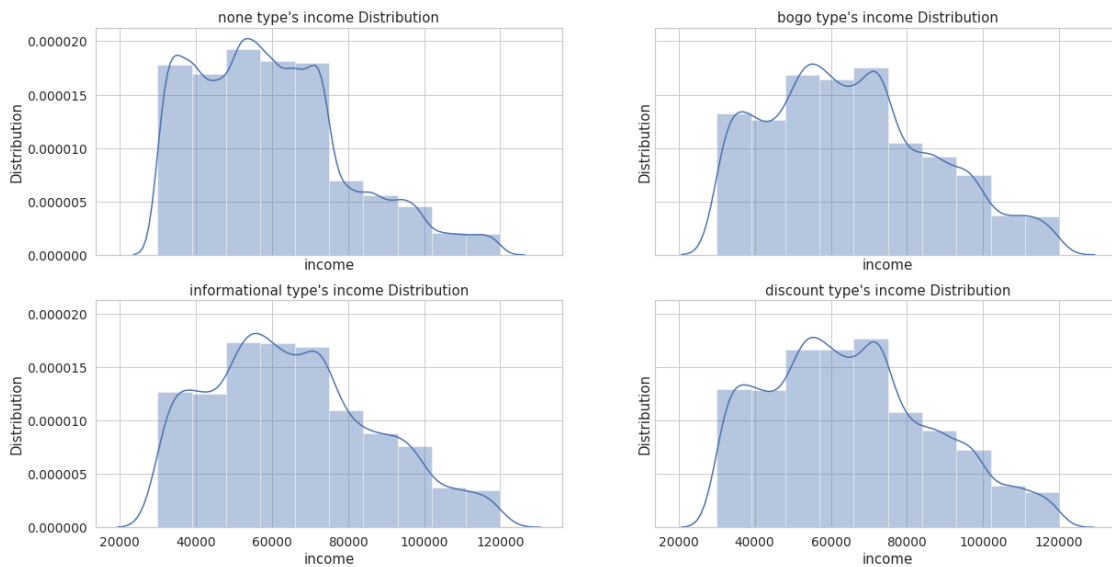 none type's income Distribution
0.000020
0.000015
0.000010
0.000005
0.000000
Distribution
income
bogo type's income Distribution
Distribution
income
informational type's income Distribution
0.000020
0.000015
0.000010
0.000005
0.000000
Distribution
20000 40000 60000 80000 100000 120000
income
discount type's income Distribution
Distribution
20000 40000 60000 80000 100000 120000
income